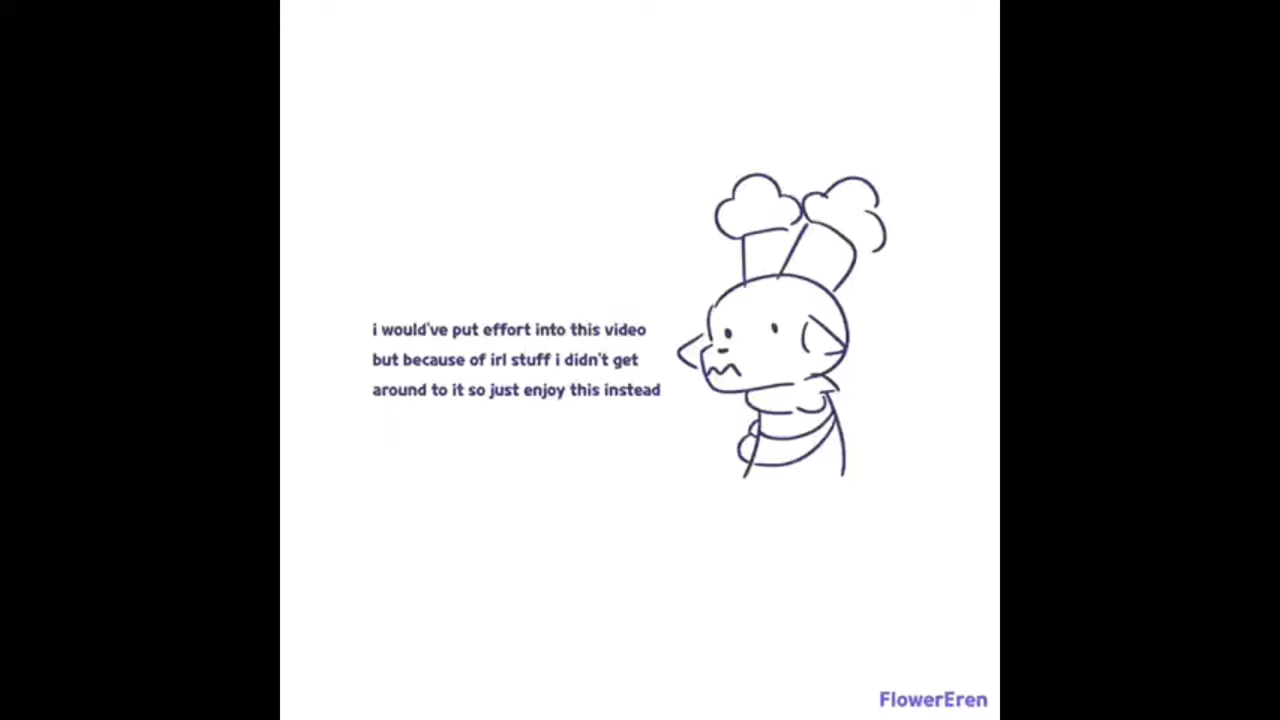 i would've put effort into this video
but because of irl stuff i didn't get
around to it so just enjoy this instead
FlowerEren